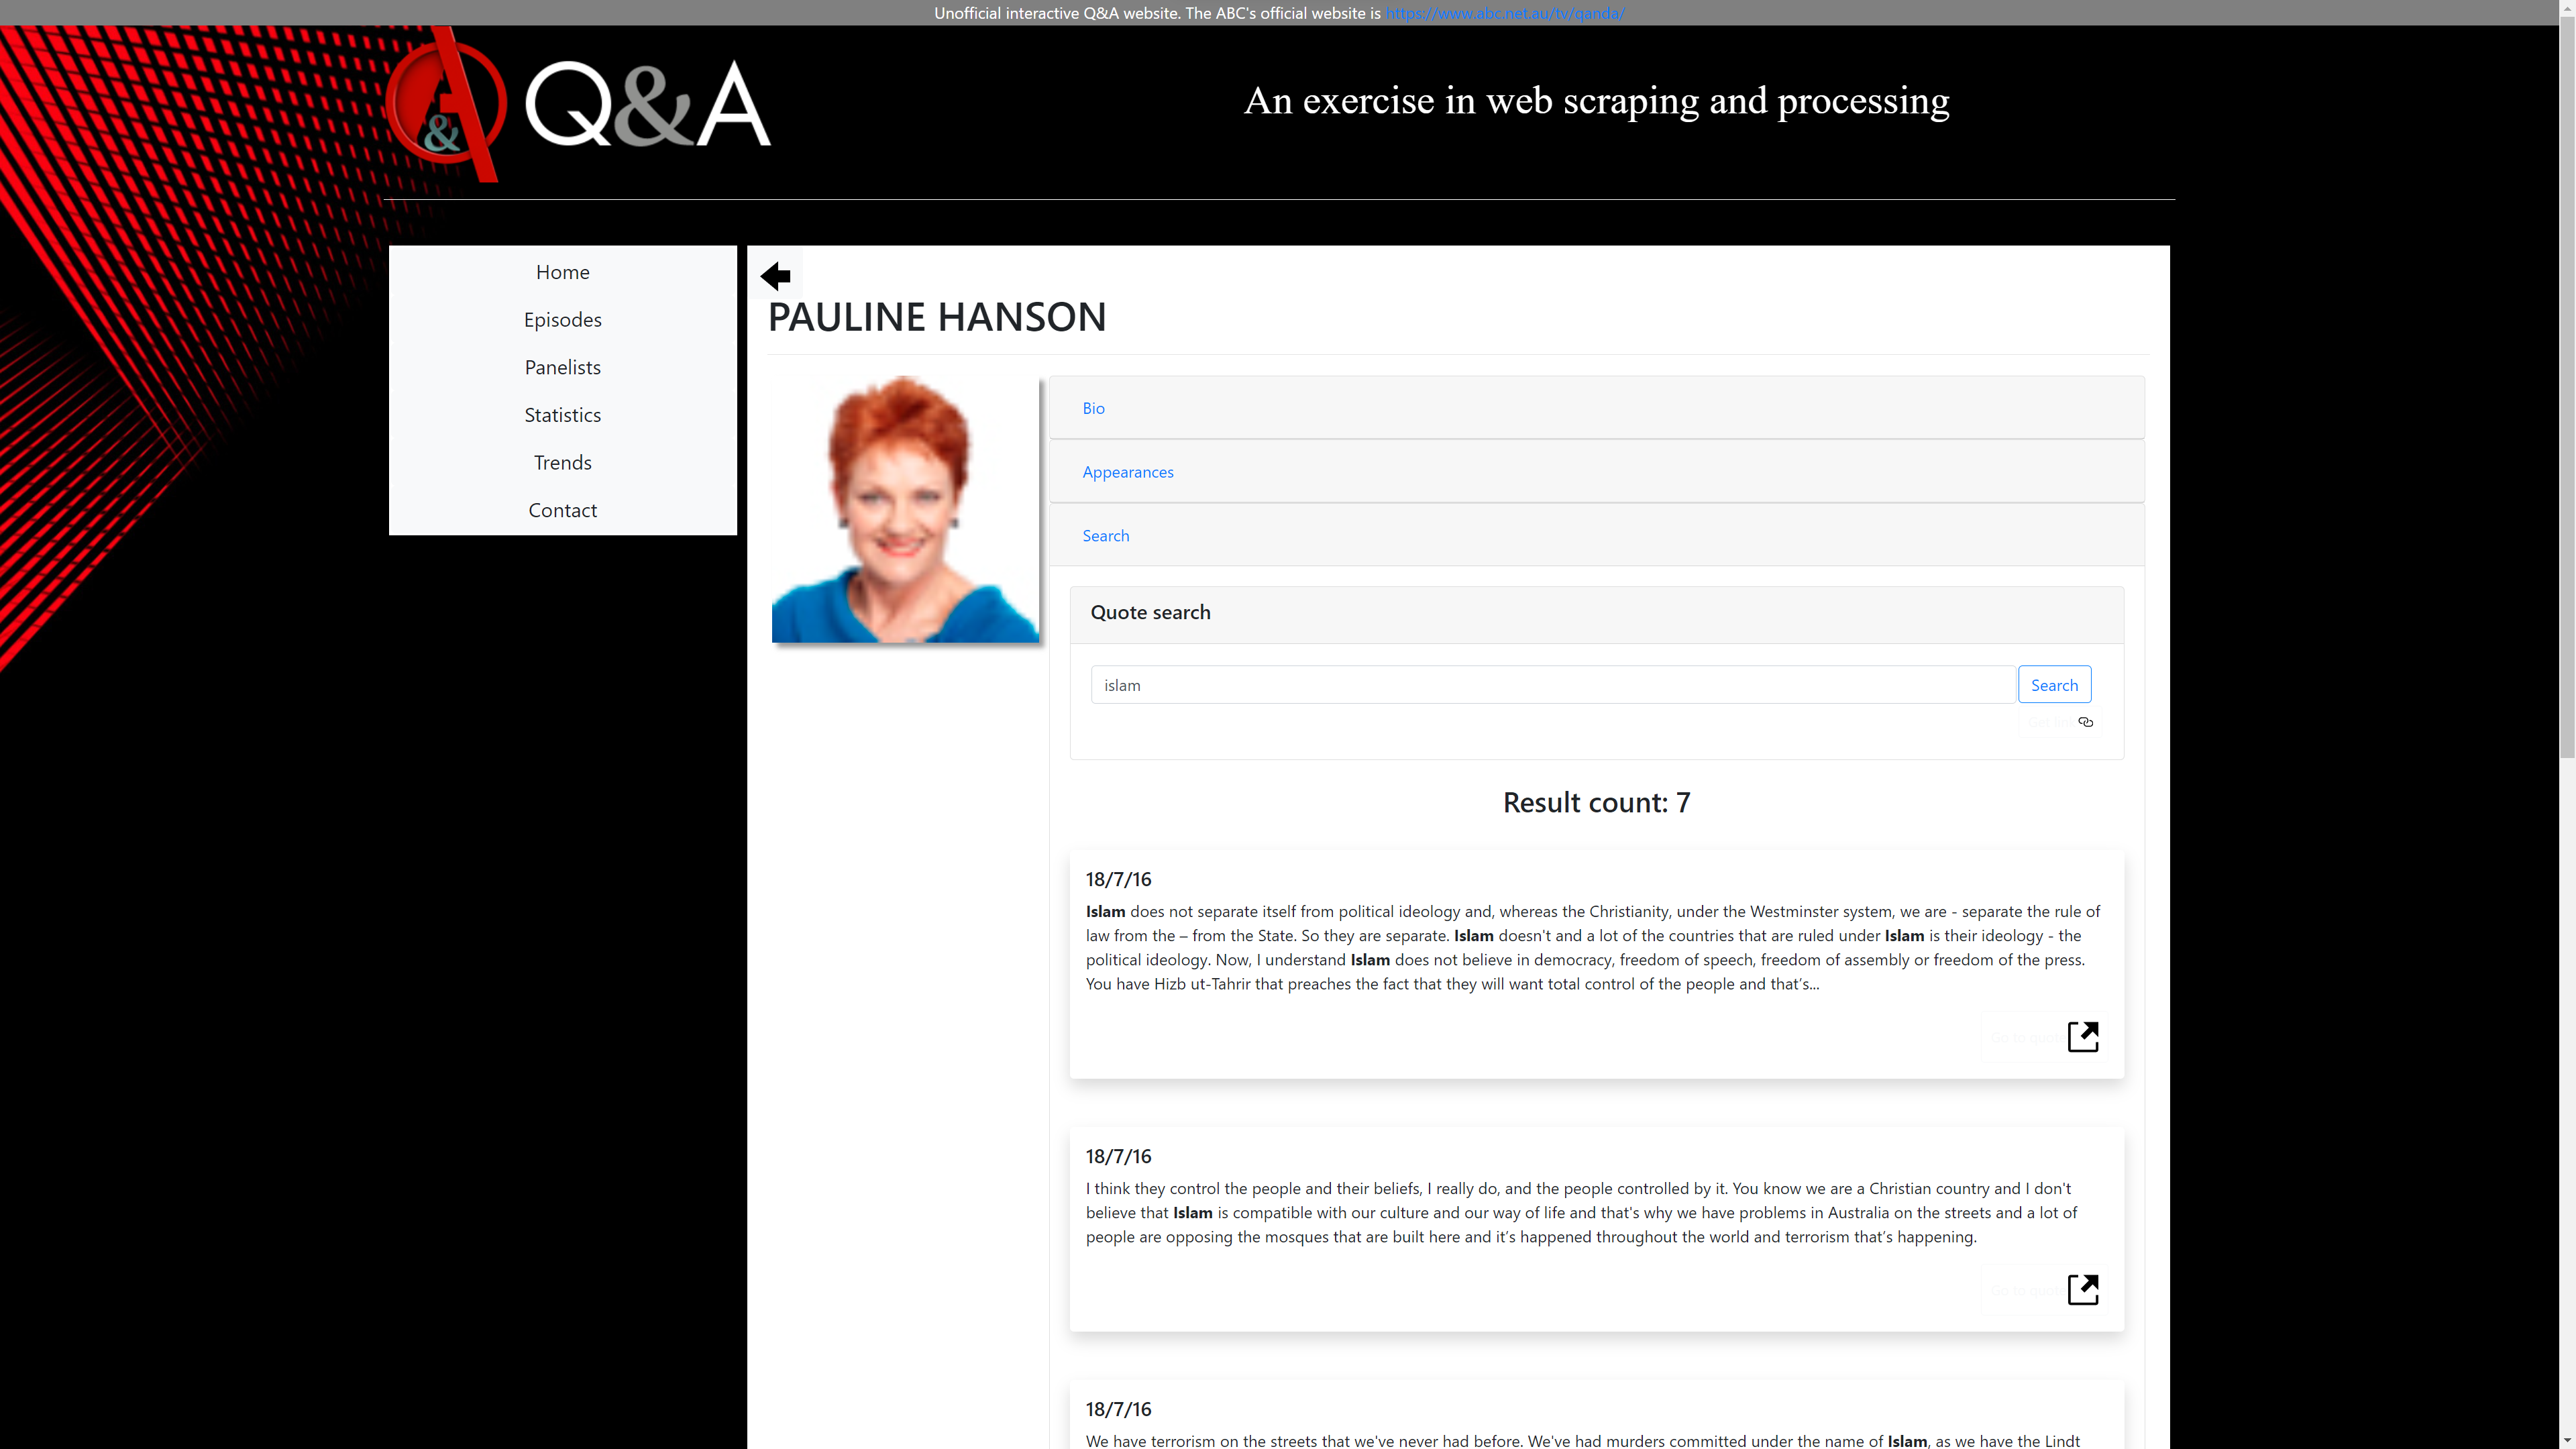 Unofficial interactive Q&A website. The ABC's official website is https://www.abc.net.au/tv/qanda/
Q&A
An exercise in web scraping and processing
Home
Episodes
Panelists
Statistics
Trends
Contact
PAULINE HANSON
Bio
Appearances
Search
Quote search
islam
Search
Get
Result count: 7
18/7/16
Islam does not separate itself from political ideology and, whereas the Christianity, under the Westminster system, we are - separate the rule of
law from the – from the State. So they are separate. Islam doesn't and a lot of the countries that are ruled under Islam is their ideology - the
political ideology. Now, I understand Islam does not believe in democracy, freedom of speech, freedom of assembly or freedom of the press.
You have Hizb ut-Tahrir that preaches the fact that they will want total control of the people and that’s...
Go to
18/7/16
I think they control the people and their beliefs, I really do, and the people controlled by it. You know we are a Christian country and I don't
believe that Islam is compatible with our culture and our way of life and that's why we have problems in Australia on the streets and a lot of
people are opposing the mosques that are built here and it’s happened throughout the world and terrorism that’s happening.
Go to
18/7/16
We have terrorism on the streets that we've never had before. We've had murders committed under the name of Islam, as we have the Lindt